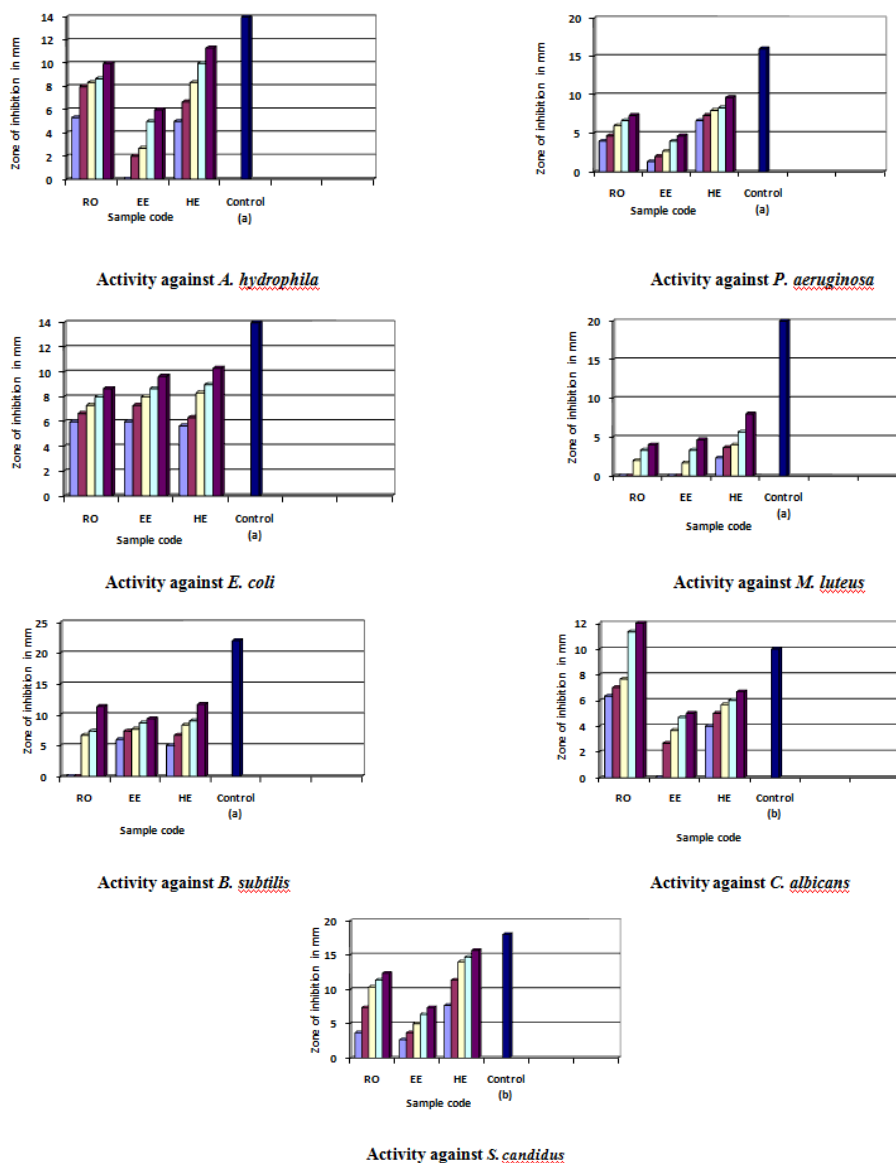 Zone of inhibition in mm
14
12
10
8
6
4
2
0
RO EE HE Control
(a)
Sample code
Activity against A. hydrophila
Zone of inhibition in mm
20
15
10
5
0
RO EE HE Control
(a)
Sample code
Activity against P. aeruginosa
Zone of inhibition in mm
14
12
10
8
6
4
2
0
RO EE HE Control
(a)
Sample code
Activity against E. coli
Zone of inhibition in mm
20
15
10
5
0
RO EE HE Control
(a)
Sample code
Activity against M. luteus
Zone of inhibition in mm
25
20
15
10
5
0
RO EE HE Control
(a)
Sample code
Activity against B. subtilis
Zone of inhibition in mm
12
10
8
6
4
2
0
RO EE HE Control
(b)
Sample code
Activity against C. albicans
Zone of inhibition in mm
20
15
10
5
0
RO EE HE Control
(b)
Sample code
Activity against S. candidus